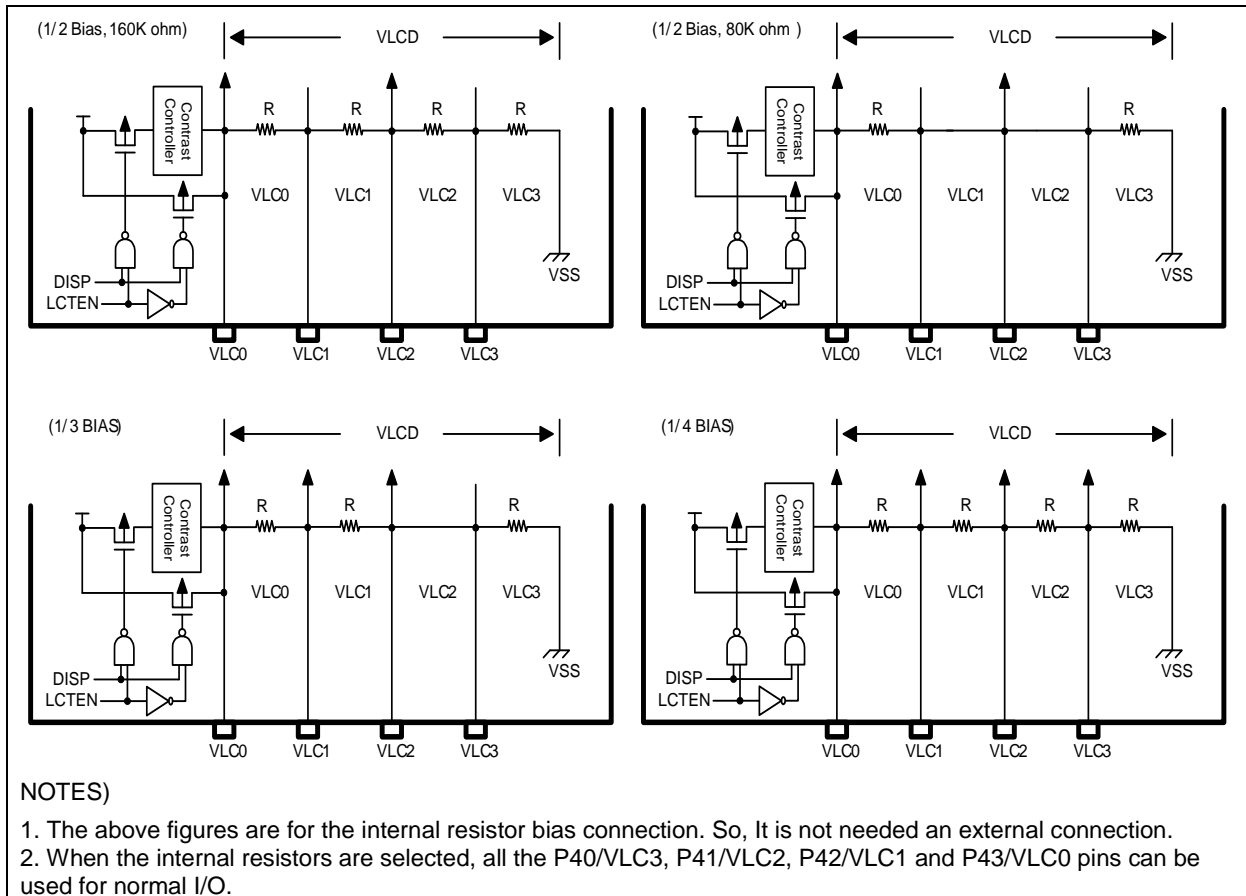 (1/2 Bias, 160K ohm)
VLCD
Contrast
Controller
R
R
R
R
VLC0
VLC1
VLC2
VLC3
DISP
LCTEN
VSS
VLC0
VLC1
VLC2
VLC3
(1/2 Bias, 80K ohm )
VLCD
Contrast
Controller
R
R
VLC0
VLC1
VLC2
VLC3
DISP
LCTEN
VSS
VLC0
VLC1
VLC2
VLC3
(1/3 BIAS)
VLCD
Contrast
Controller
R
R
R
VLC0
VLC1
VLC2
VLC3
DISP
LCTEN
VSS
VLC0
VLC1
VLC2
VLC3
(1/4 BIAS)
VLCD
Contrast
Controller
R
R
R
R
VLC0
VLC1
VLC2
VLC3
DISP
LCTEN
VSS
VLC0
VLC1
VLC2
VLC3
NOTES)
1. The above figures are for the internal resistor bias connection. So, It is not needed an external connection.
2. When the internal resistors are selected, all the P40/VLC3, P41/VLC2, P42/VLC1 and P43/VLC0 pins can be
used for normal I/O.